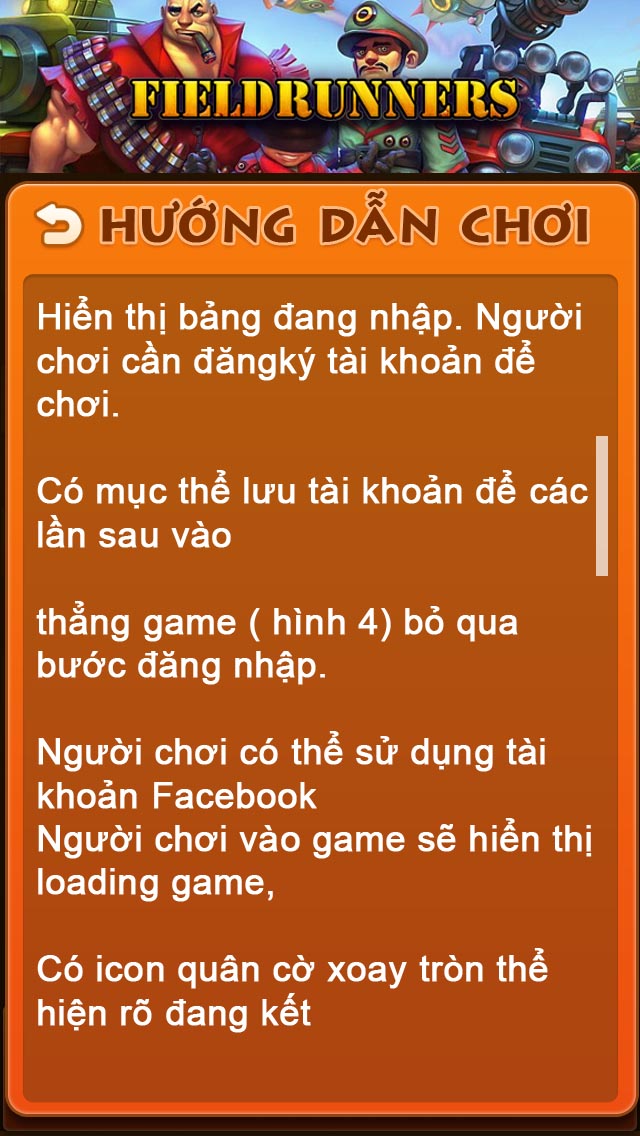 FIELDRUNNERS
HƯỚNG DẪN CHƠI
Hiển thị bảng đang nhập. Người
chơi cần đăngký tài khoản để
chơi.
Có mục thể lưu tài khoản để các
lần sau vào
thẳng game ( hình 4) bỏ qua
bước đăng nhập.
Người chơi có thể sử dụng tài
khoản Facebook
Người chơi vào game sẽ hiển thị
loading game,
Có icon quân cờ xoay tròn thể
hiện rõ đang kết